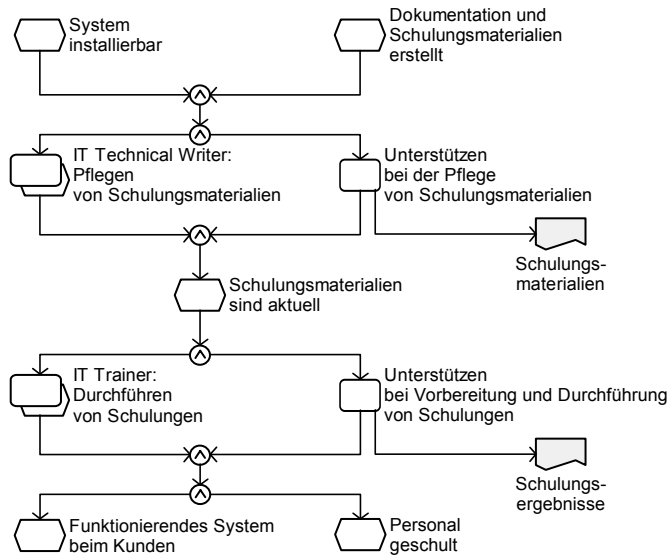 System
installierbar
Dokumentation und
Schulungsmaterialien
erstellt
IT Technical Writer:
Pflegen
von Schulungsmaterialien
Unterstützen
bei der Pflege
von Schulungsmaterialien
Schulungs-
materialien
Schulungsmaterialien
sind aktuell
IT Trainer:
Durchführen
von Schulungen
Unterstützen
bei Vorbereitung und Durchführung
von Schulungen
Schulungs-
ergebnisse
Funktionierendes System
beim Kunden
Personal
geschult